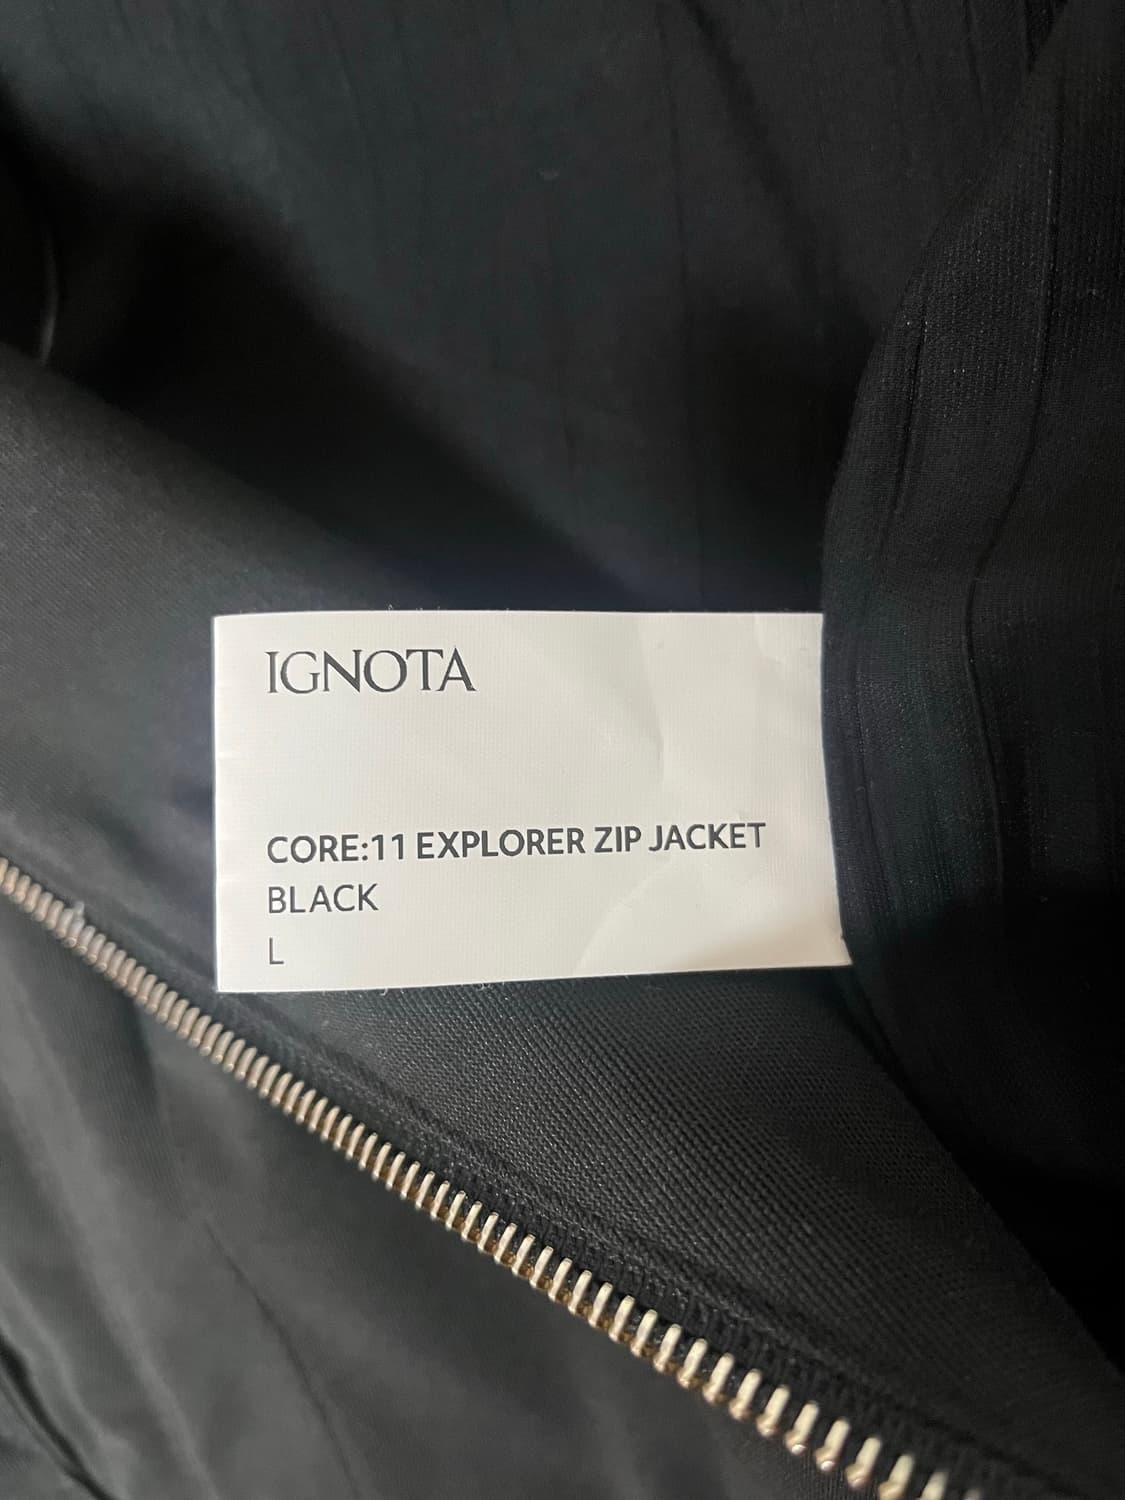 IGNOTA
CORE:11 EXPLORER ZIP JACKET
BLACK
L